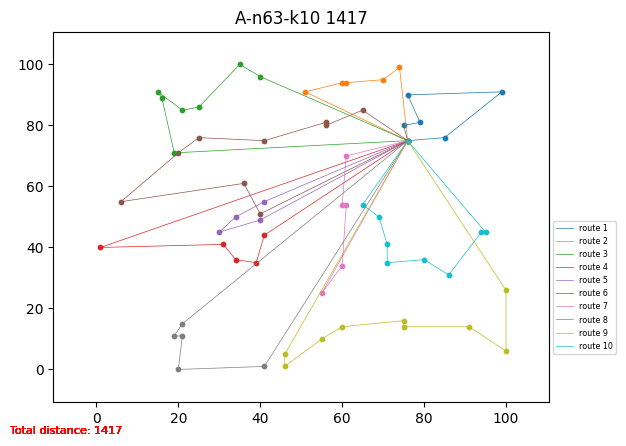 A-n63-k10 1417
100
80
60
40
20
0
0 20 40 60 80 100
route 1
route 2
route 3
route 4
route 5
route 6
route 7
route 8
route 9
route 10
Total distance: 1417